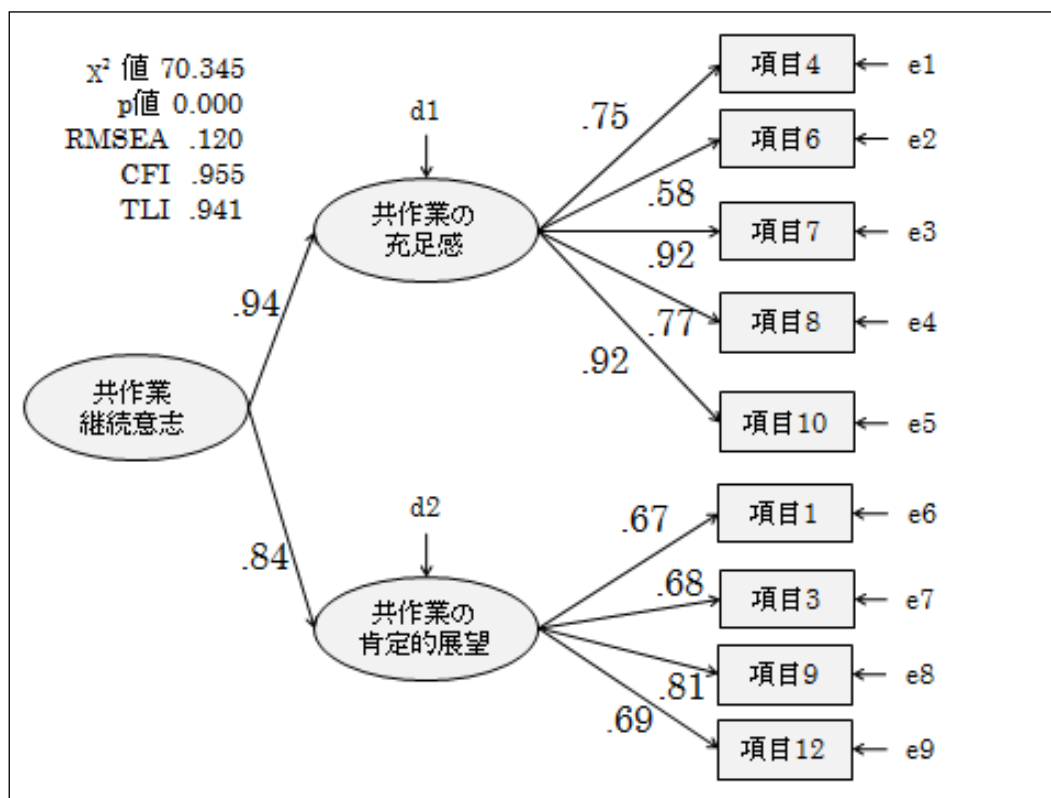 χ² 値 70.345
p値 0.000
RMSEA .120
CFI .955
TLI .941
d1
共作業の
充足感
.94
共作業
継続意志
.84
d2
共作業の
肯定的展望
.75
項目4
e1
.58
項目6
e2
.92
項目7
e3
.77
項目8
e4
.92
項目10
e5
.67
項目1
e6
.68
項目3
e7
.81
項目9
e8
.69
項目12
e9